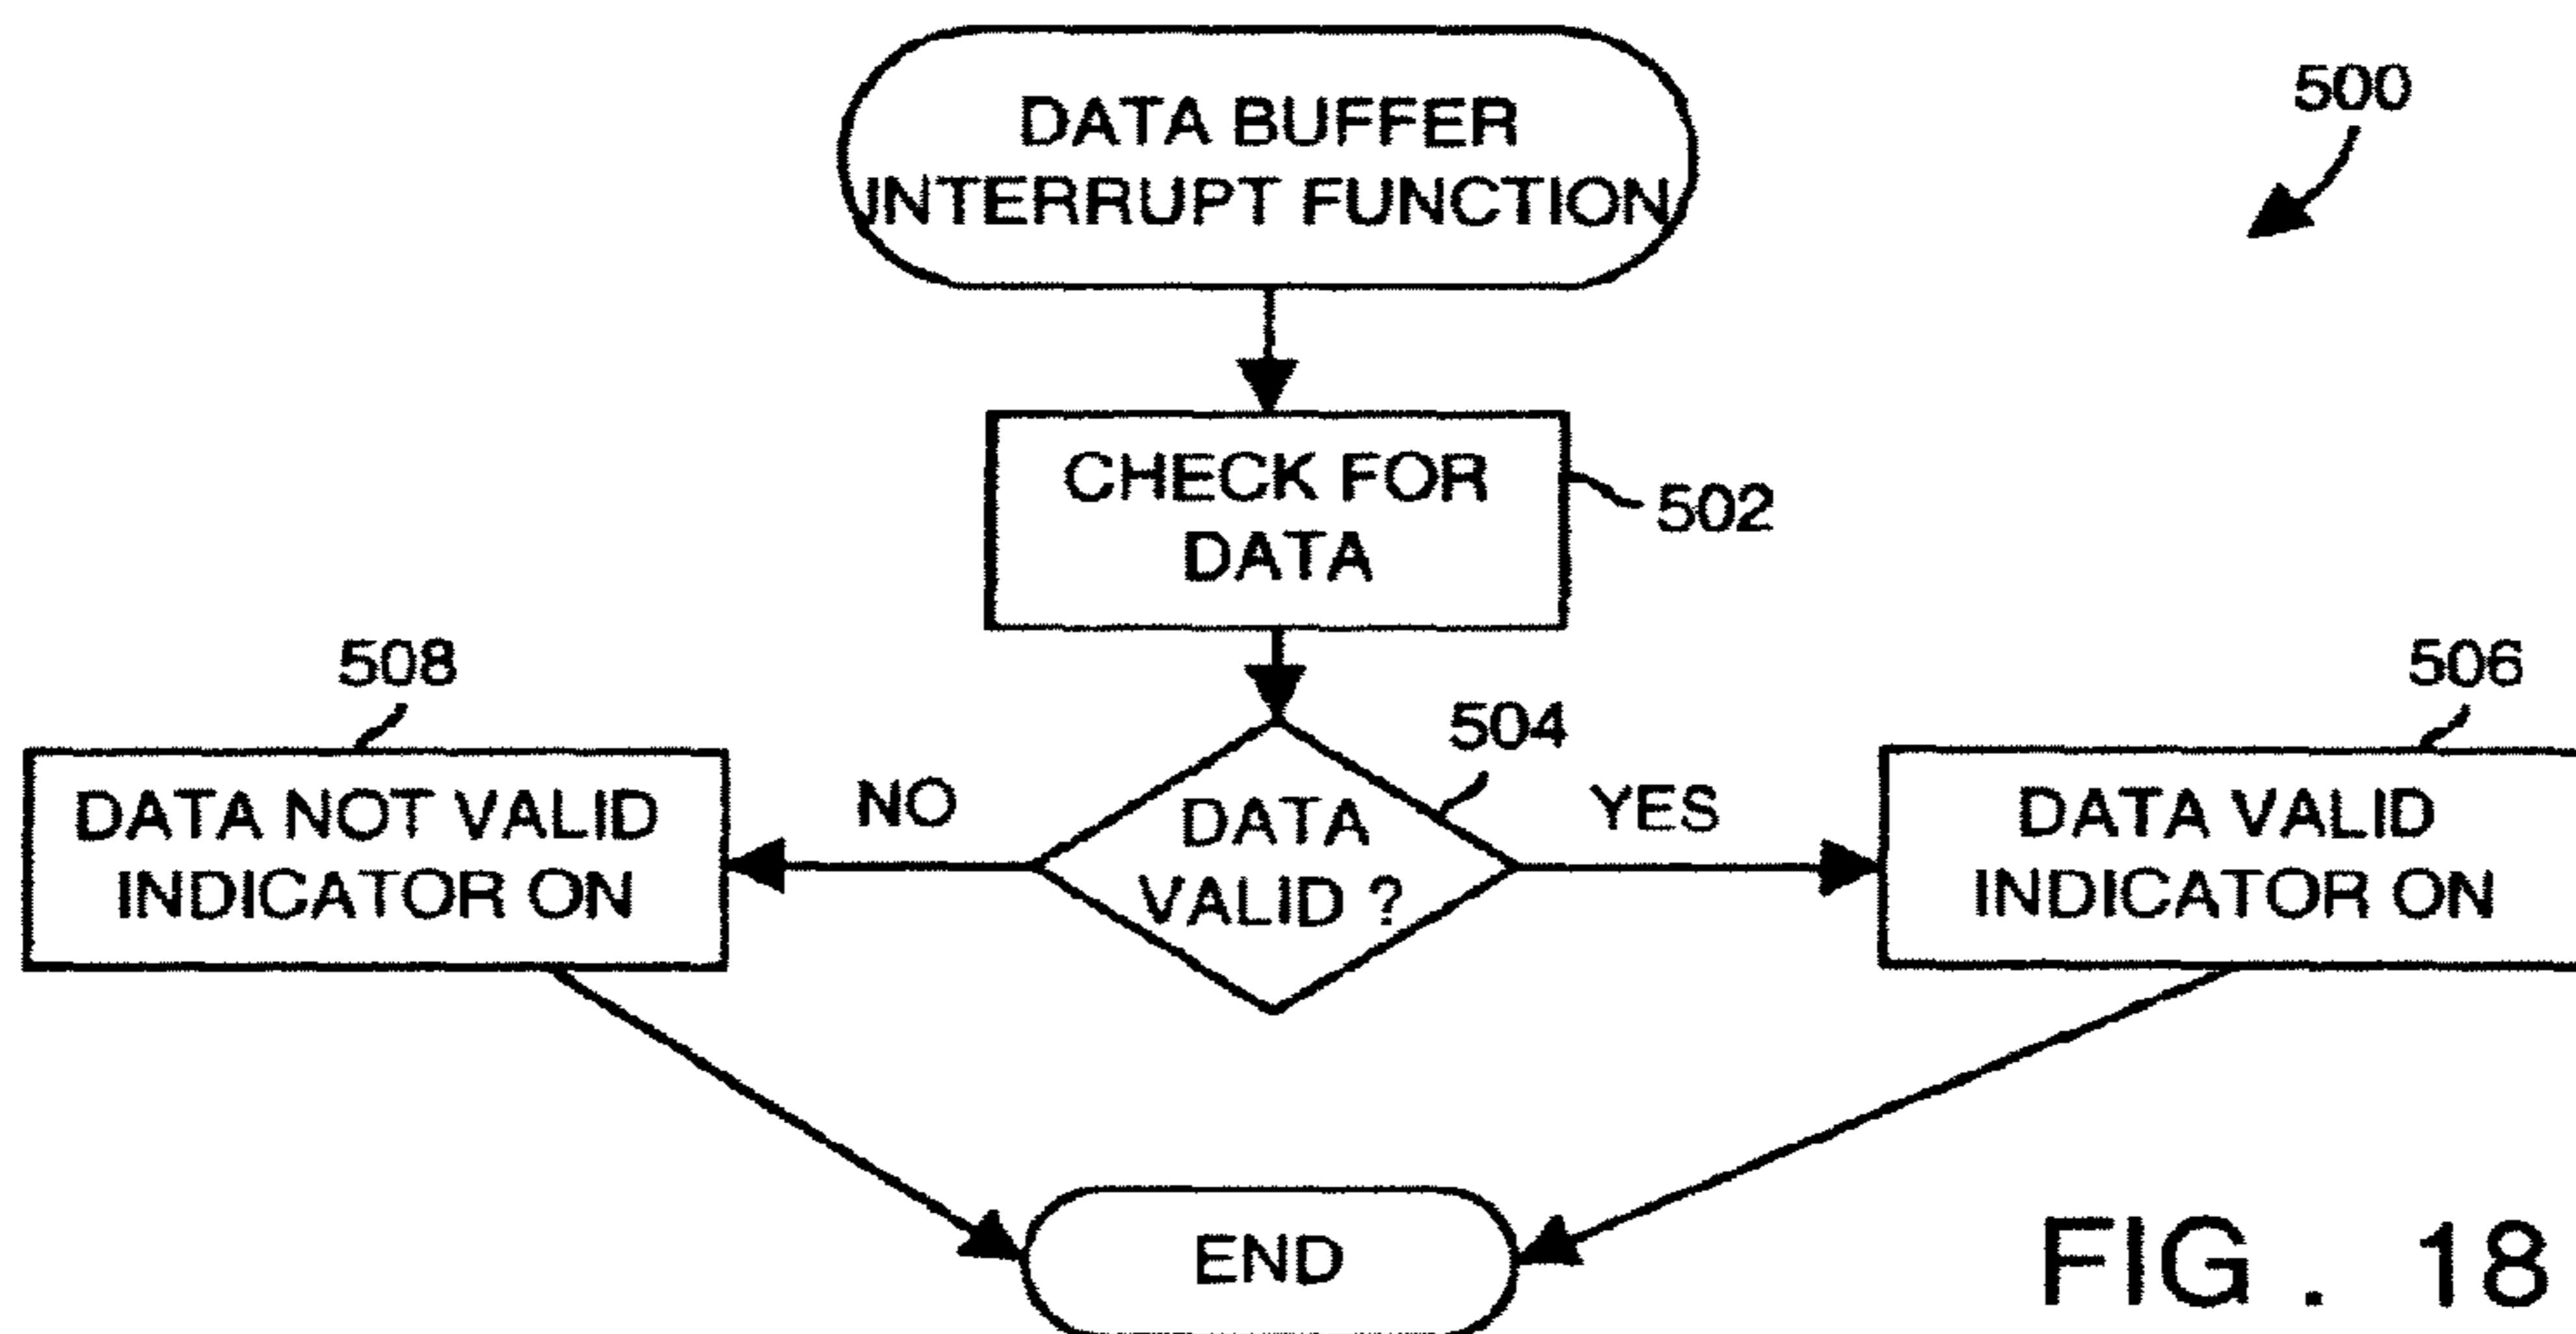 DATA BUFFER
INTERRUPT FUNCTION
500
CHECK FOR
DATA
502
508
506
504
DATA NOT VALID
INDICATOR ON
NO
DATA
VALID ?
YES
DATA VALID
INDICATOR ON
END
FIG . 18